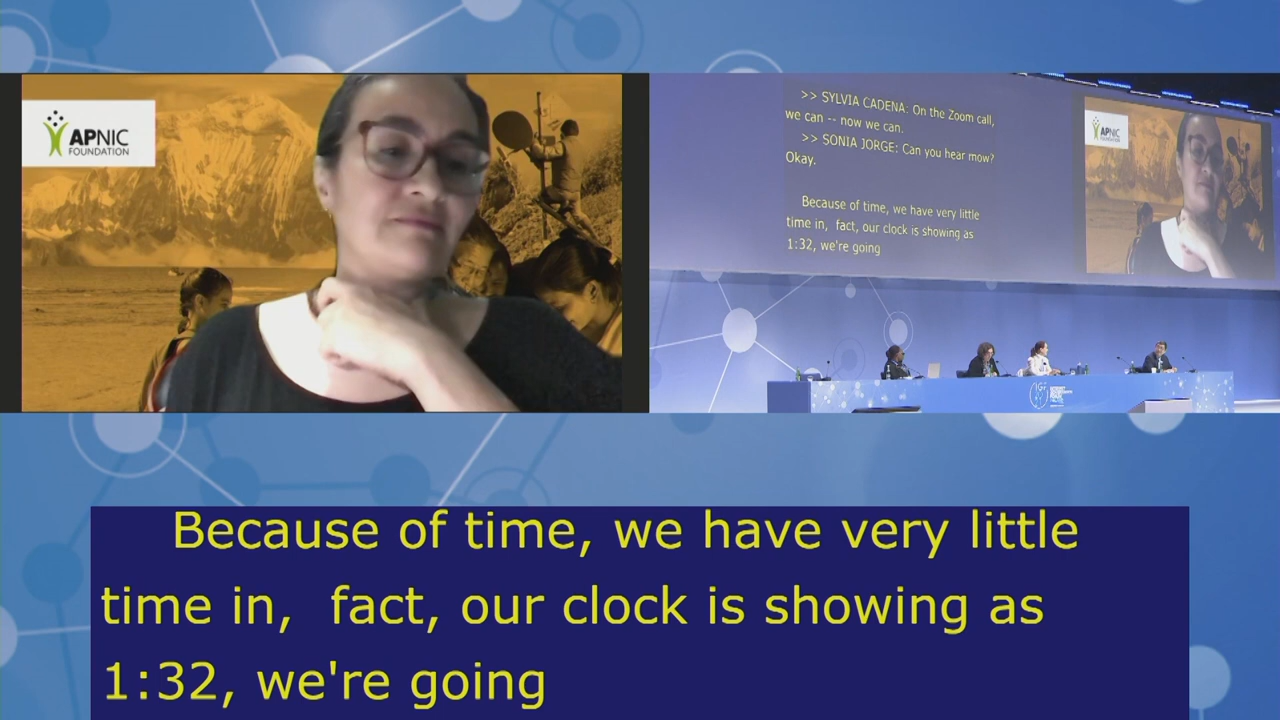 APNIC
FOUNDATION
>> SYLVIA CADENA: On the Zoom call,
we can -- now we can.
>> SONIA JORGE: Can you hear mow?
Okay.
Because of time, we have very little
time in, fact, our clock is showing as
1:32, we're going
APNIC
FOUNDATION
Because of time, we have very little
time in, fact, our clock is showing as
1:32, we're going